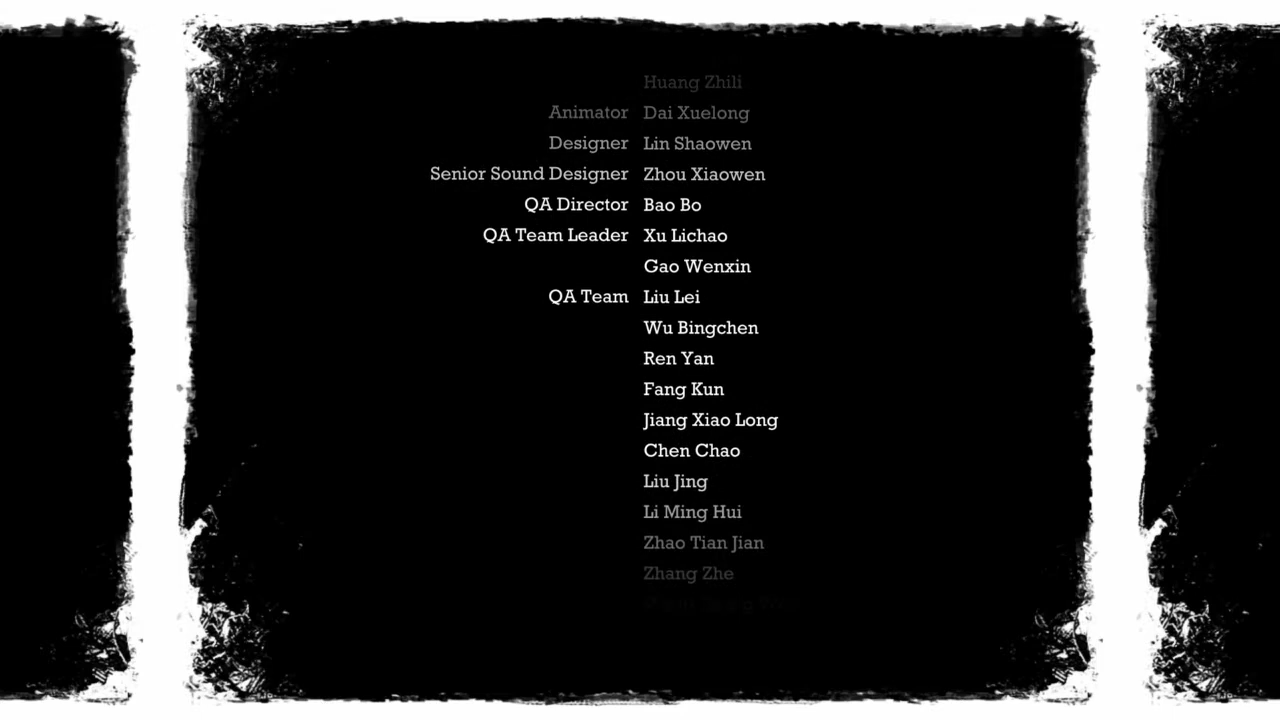 Huang Zhili
Animator Dai Xuelong
Designer Lin Shaowen
Senior Sound Designer Zhou Xiaowen
QA Director Bao Bo
QA Team Leader Xu Lichao
Gao Wenxin
QA Team Liu Lei
Wu Bingchen
Ren Yan
Fang Kun
Jiang Xiao Long
Chen Chao
Liu Jing
Li Ming Hui
Zhao Tian Jian
Zhang Zhe